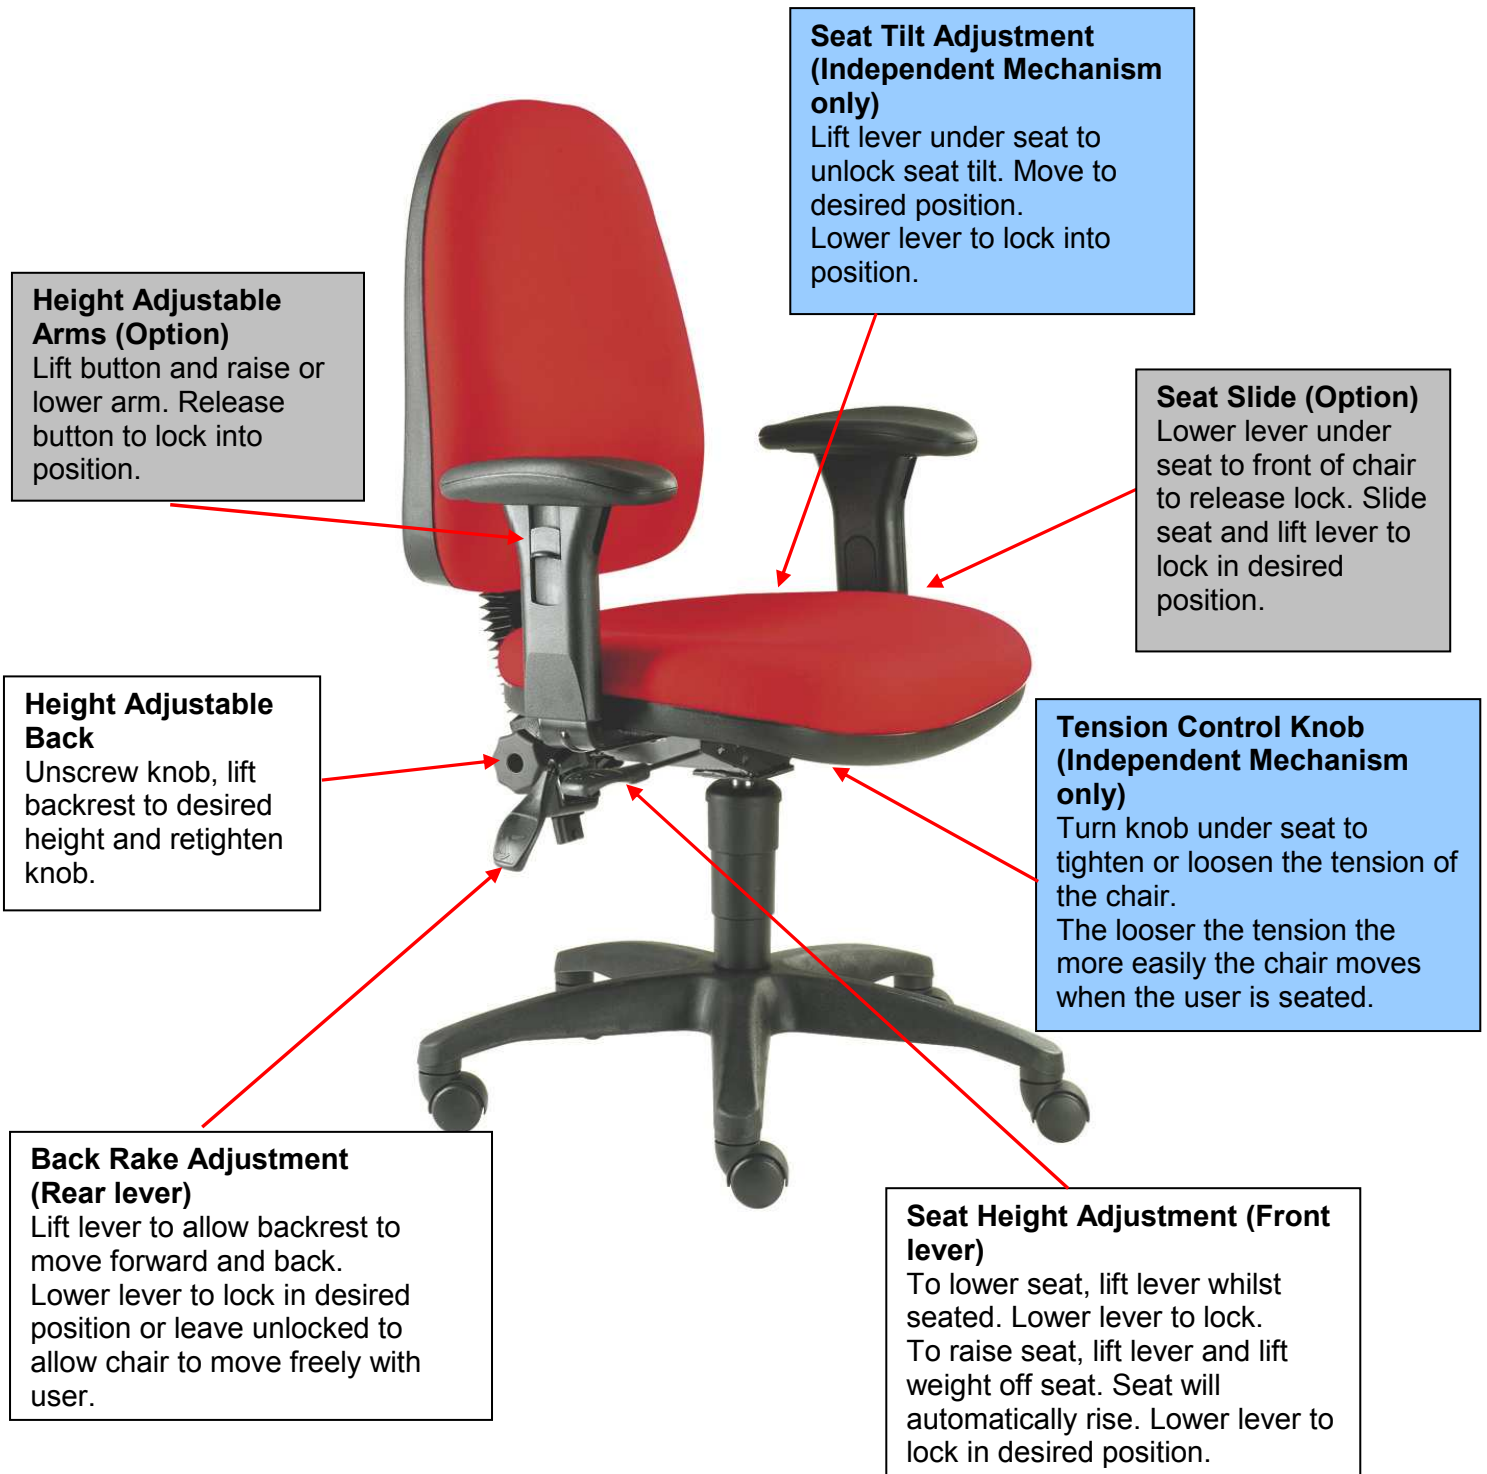 Seat Tilt Adjustment
(Independent Mechanism
only)
Lift lever under seat to
unlock seat tilt. Move to
desired position.
Lower lever to lock into
position.
Height Adjustable
Arms (Option)
Lift button and raise or
lower arm. Release
button to lock into
position.
Seat Slide (Option)
Lower lever under
seat to front of chair
to release lock. Slide
seat and lift lever to
lock in desired
position.
Height Adjustable
Back
Unscrew knob, lift
backrest to desired
height and retighten
knob.
Tension Control Knob
(Independent Mechanism
only)
Turn knob under seat to
tighten or loosen the tension of
the chair.
The looser the tension the
more easily the chair moves
when the user is seated.
Back Rake Adjustment
(Rear lever)
Lift lever to allow backrest to
move forward and back.
Lower lever to lock in desired
position or leave unlocked to
allow chair to move freely with
user.
Seat Height Adjustment (Front
lever)
To lower seat, lift lever whilst
seated. Lower lever to lock.
To raise seat, lift lever and lift
weight off seat. Seat will
automatically rise. Lower lever to
lock in desired position.